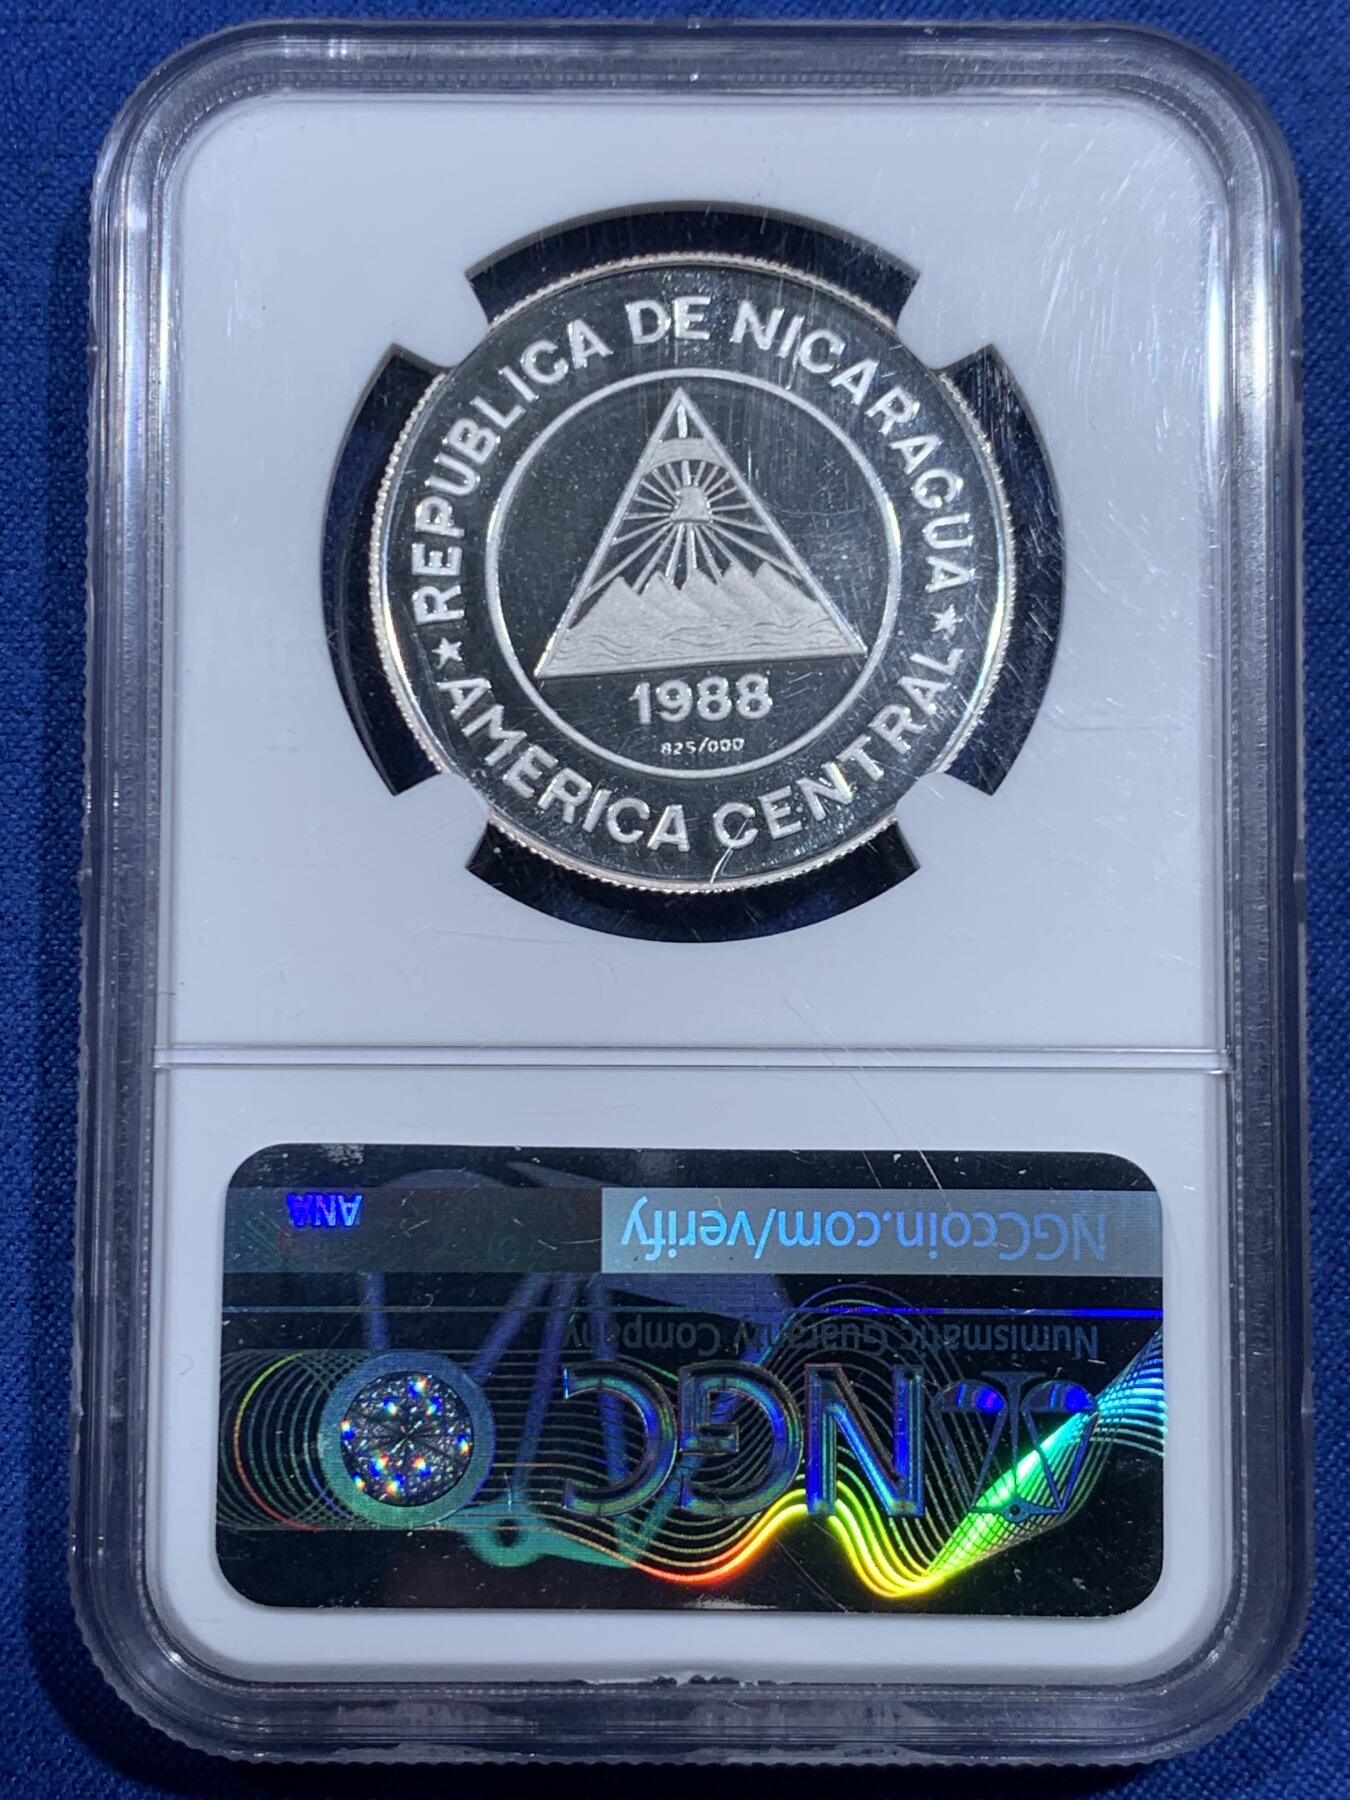 REPUBLICA DE NICARAGUA
1988
825/000
★ AMERICA CENTRAL ★
NGCcoin.com/verify
ANA
Numismatic Guaranty Company
NGC